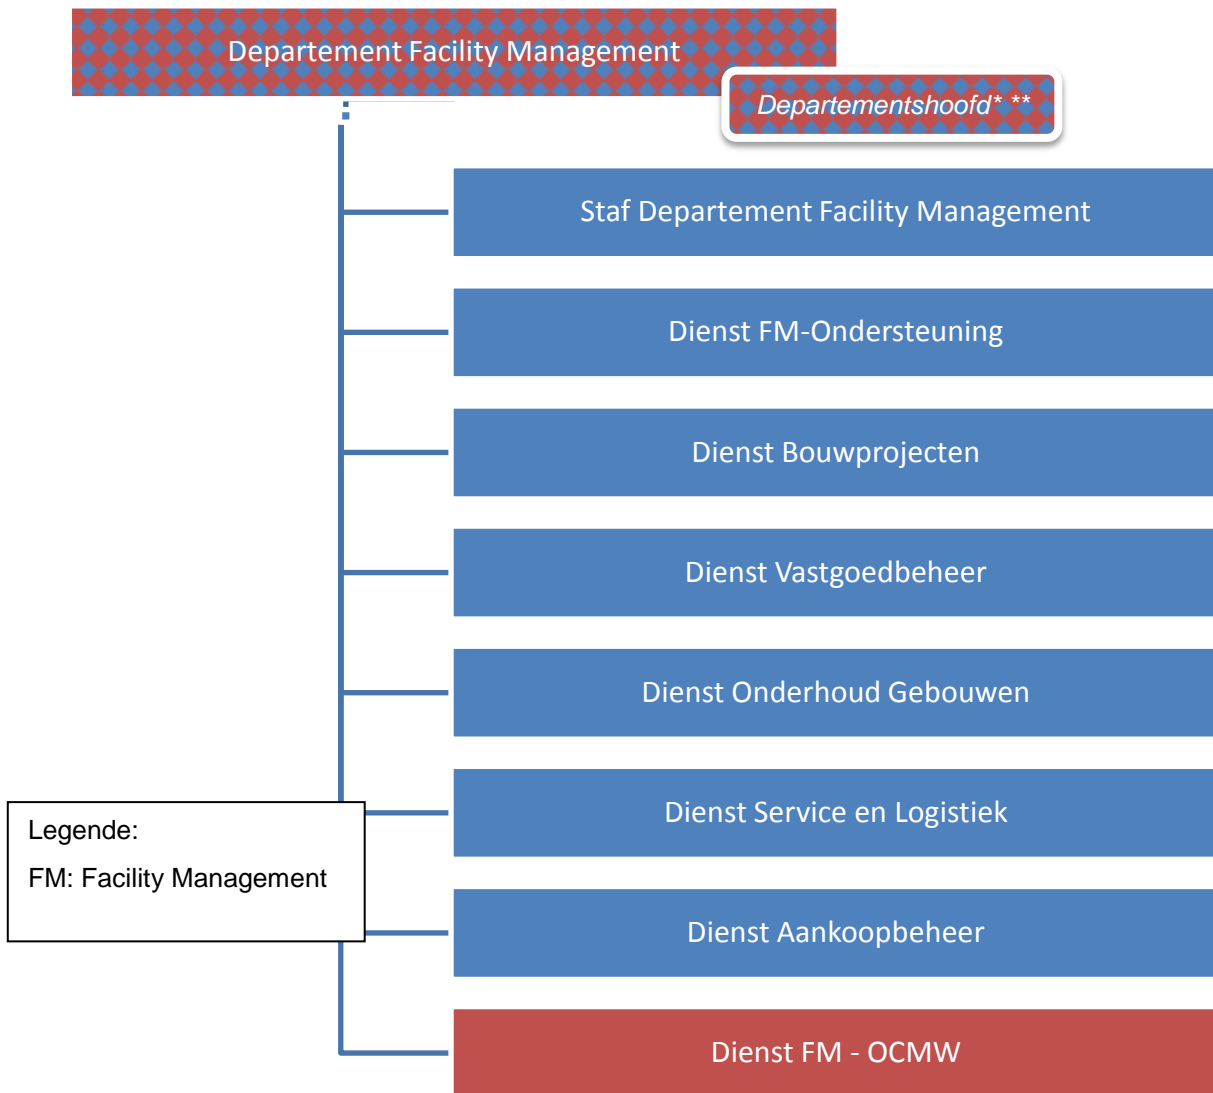 Departement Facility Management
Departementshoofd* **
Staf Departement Facility Management
Dienst FM-Ondersteuning
Dienst Bouwprojecten
Dienst Vastgoedbeheer
Dienst Onderhoud Gebouwen
Dienst Service en Logistiek
Legende:
FM: Facility Management
Dienst Aankoopbeheer
Dienst FM - OCMW